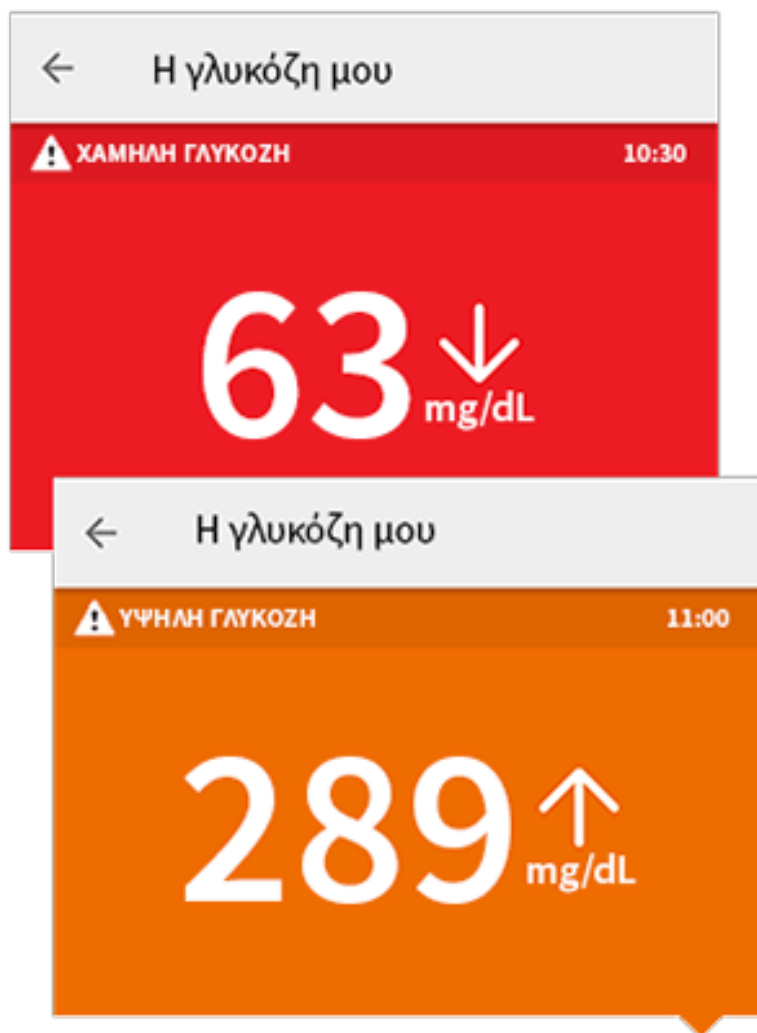 Η γλυκόζη μου
ΧΑΜΗΛΗ ΓΛΥΚΟΖΗ 10:30
63 mg/dL
Η γλυκόζη μου
ΥΨΗΛΗ ΓΛΥΚΟΖΗ 11:00
289 mg/dL